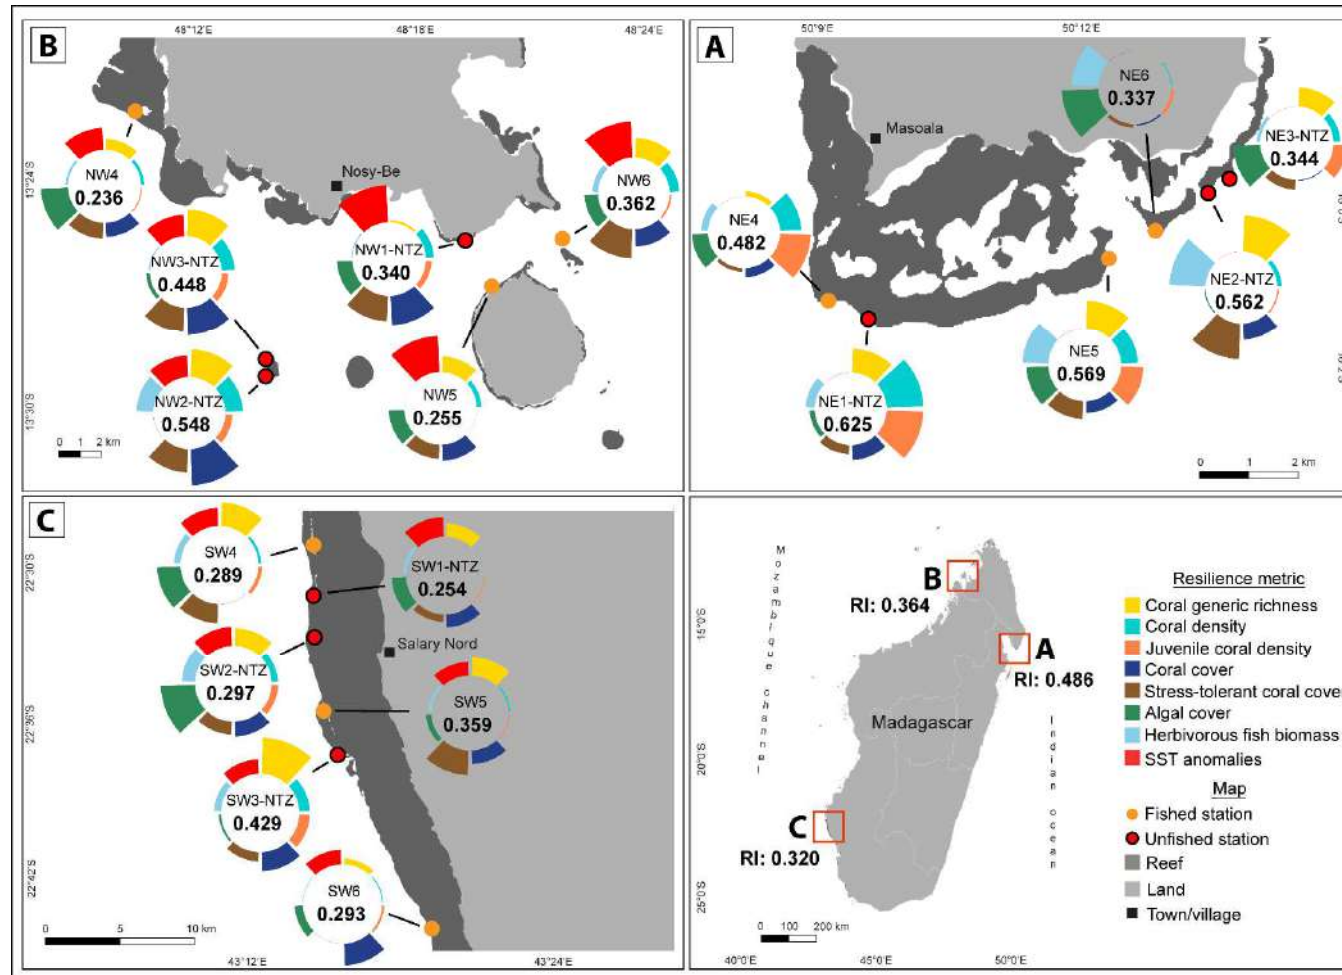 B
48°12'E
48°18'E
48°24'E
13°24'S
13°30'S
NW4
0.236
Nosy-Be
NW6
0.362
NW3-NTZ
0.448
NW1-NTZ
0.340
NW2-NTZ
0.548
NW5
0.255
0 1 2 km
A
50°9'E
50°12'E
NE6
0.337
Masoala
NE3-NTZ
0.344
NE4
0.482
NE2-NTZ
0.562
NE5
0.569
NE1-NTZ
0.625
0 1 2 km
C
22°30'S
22°36'S
22°42'S
SW4
0.289
SW1-NTZ
0.254
Salary Nord
SW2-NTZ
0.297
SW5
0.359
SW3-NTZ
0.429
SW6
0.293
0 5 10 km
43°12'E
43°24'E
Mozambique channel
B
RI: 0.364
A
RI: 0.486
Madagascar
Indian ocean
C
RI: 0.320
15°0'S
20°0'S
25°0'S
0 100 200 km
40°0'E
45°0'E
50°0'E
Resilience metric
Coral generic richness
Coral density
Juvenile coral density
Coral cover
Stress-tolerant coral cover
Algal cover
Herbivorous fish biomass
SST anomalies
Map
Fished station
Unfished station
Reef
Land
Town/village